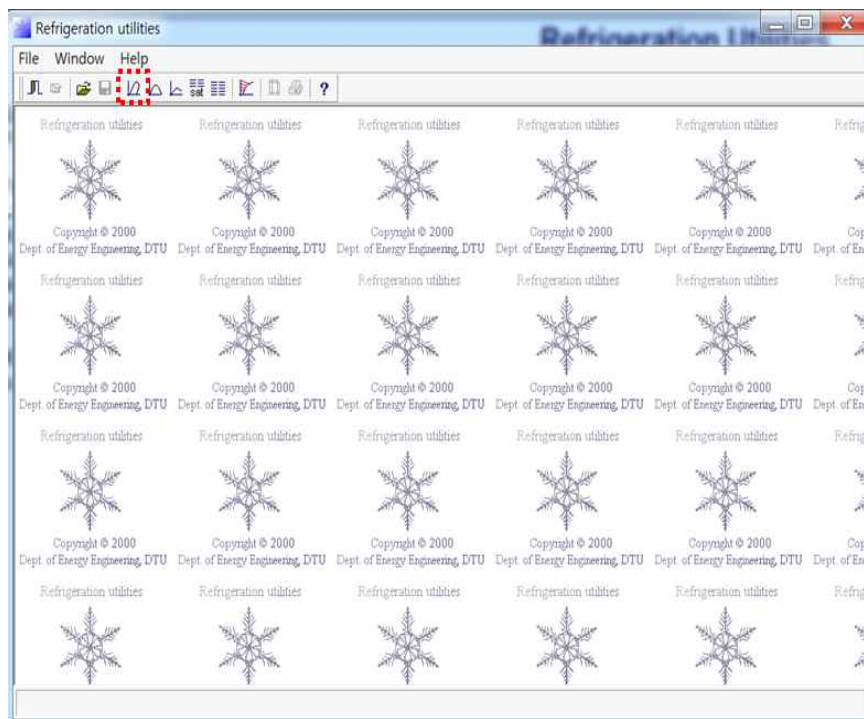 Refrigeration utilities
Refrigeration Utilities
File Window Help
sat ?
Refrigeration utilities Refrigeration utilities Refrigeration utilities Refrigeration utilities Refrigeration utilities
Copyright © 2000 Copyright © 2000 Copyright © 2000 Copyright © 2000 Copyright © 2000
Dept. of Energy Engineering, DTU Dept. of Energy Engineering, DTU Dept. of Energy Engineering, DTU Dept. of Energy Engineering, DTU Dept. of Energy Engineering, DTU Dept. of
Refrigeration utilities Refrigeration utilities Refrigeration utilities Refrigeration utilities Refrigeration utilities
Copyright © 2000 Copyright © 2000 Copyright © 2000 Copyright © 2000 Copyright © 2000
Dept. of Energy Engineering, DTU Dept. of Energy Engineering, DTU Dept. of Energy Engineering, DTU Dept. of Energy Engineering, DTU Dept. of Energy Engineering, DTU Dept. of
Refrigeration utilities Refrigeration utilities Refrigeration utilities Refrigeration utilities Refrigeration utilities
Copyright © 2000 Copyright © 2000 Copyright © 2000 Copyright © 2000 Copyright © 2000
Dept. of Energy Engineering, DTU Dept. of Energy Engineering, DTU Dept. of Energy Engineering, DTU Dept. of Energy Engineering, DTU Dept. of Energy Engineering, DTU Dept. of
Refrigeration utilities Refrigeration utilities Refrigeration utilities Refrigeration utilities Refrigeration utilities